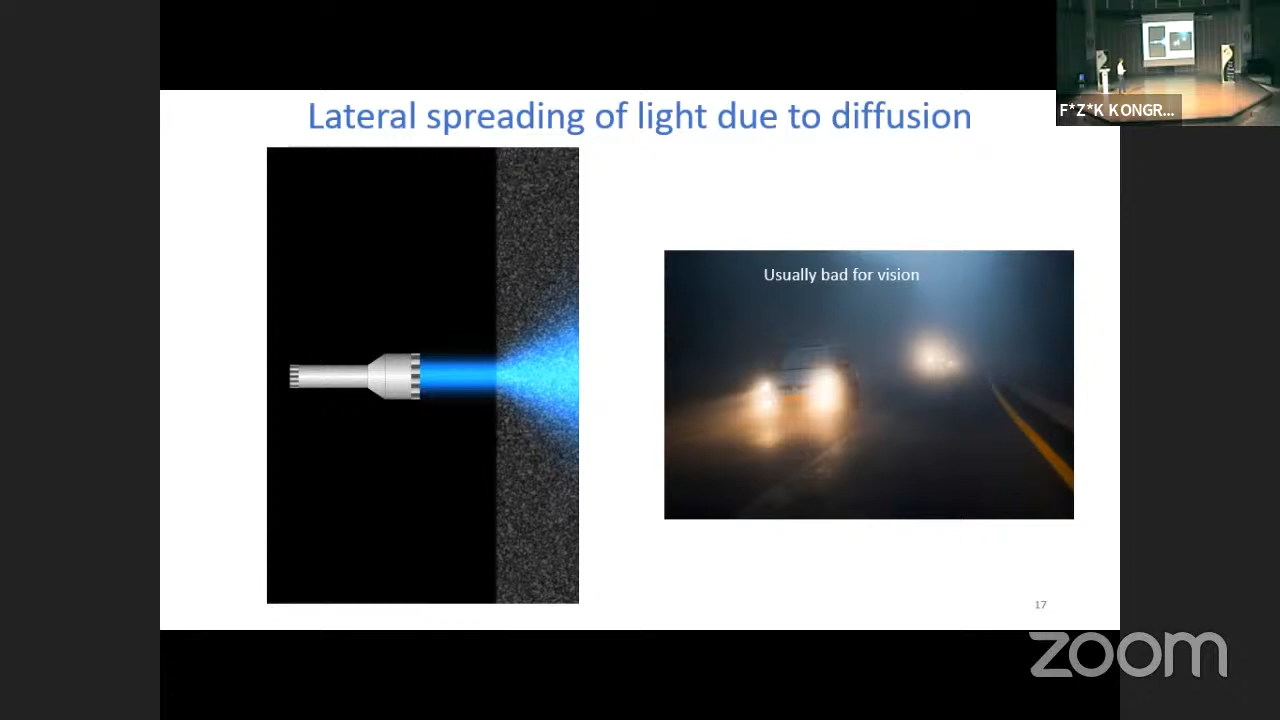 Lateral spreading of light due to diffusion
F*Z*K KONGR...
Usually bad for vision
17
zoom